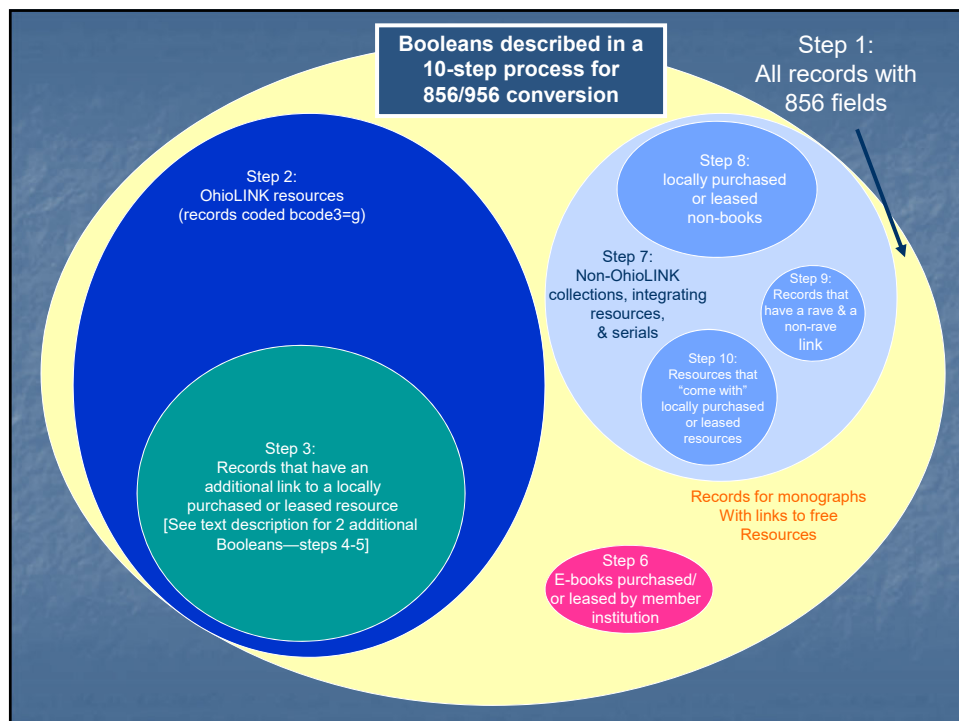 Booleans described in a
10-step process for
856/956 conversion
Step 1:
All records with
856 fields
Step 2:
OhioLINK resources
(records coded bcode3=g)
Step 3:
Records that have an
additional link to a locally
purchased or leased resource
[See text description for 2 additional
Booleans—steps 4-5]
Step 8:
locally purchased
or leased
non-books
Step 7:
Non-OhioLINK
collections, integrating
resources,
& serials
Step 9:
Records that
have a rave & a
non-rave
link
Step 10:
Resources that
“come with”
locally purchased
or leased
resources
Records for monographs
With links to free
Resources
Step 6
E-books purchased/
or leased by member
institution